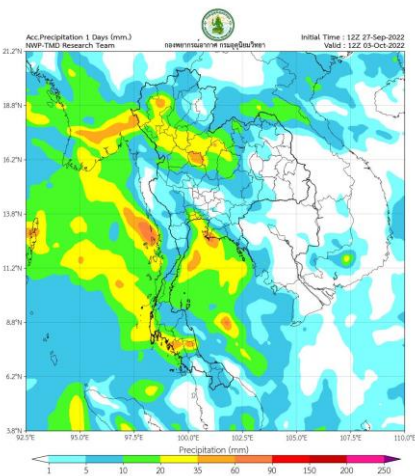 Acc.Precipitation 1 Days (mm.)
Initial Time : 12Z 27-Sep-2022
NWP-TMD Research Team
กองพยากรณ์อากาศ กรมอุตุนิยมวิทยา
Valid : 12Z 03-Oct-2022
21.2°N
18.8°N
16.2°N
13.8°N
11.2°N
8.8°N
6.2°N
3.8°N
92.5°E 95.0°E 97.5°E 100.0°E 102.5°E 105.0°E 107.5°E 110.0°E
Precipitation (mm)
1 5 10 20 35 60 90 150 200 250